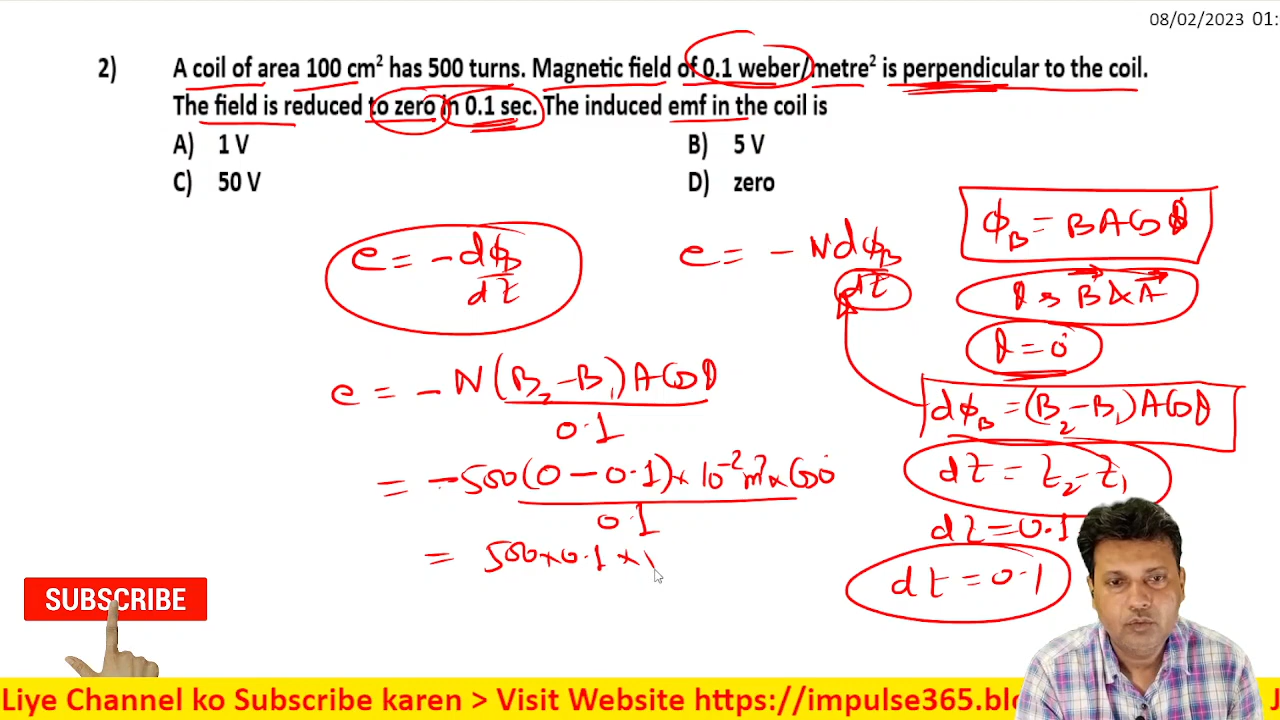 08/02/2023 01:
2) A coil of area 100 cm² has 500 turns. Magnetic field of 0.1 weber/metre² is perpendicular to the coil.
The field is reduced to zero in 0.1 sec. The induced emf in the coil is
A) 1 V B) 5 V
C) 50 V D) zero
e = - dϕB/dt
e = - N dϕB/dt
ϕB = B A Cos θ
θ → B & A
θ = 0°
e = - N (B2 - B1) A Cos θ / 0.1
dϕB = (B2 - B1) A Cos θ
= - 500 (0 - 0.1) × 10⁻² m² × Cos 0° / 0.1
dt = t2 - t1
dt = 0.1
= 500 × 0.1 × 1
dt = 0.1
SUBSCRIBE
Liye Channel ko Subscribe karen > Visit Website https://impulse365.blo J